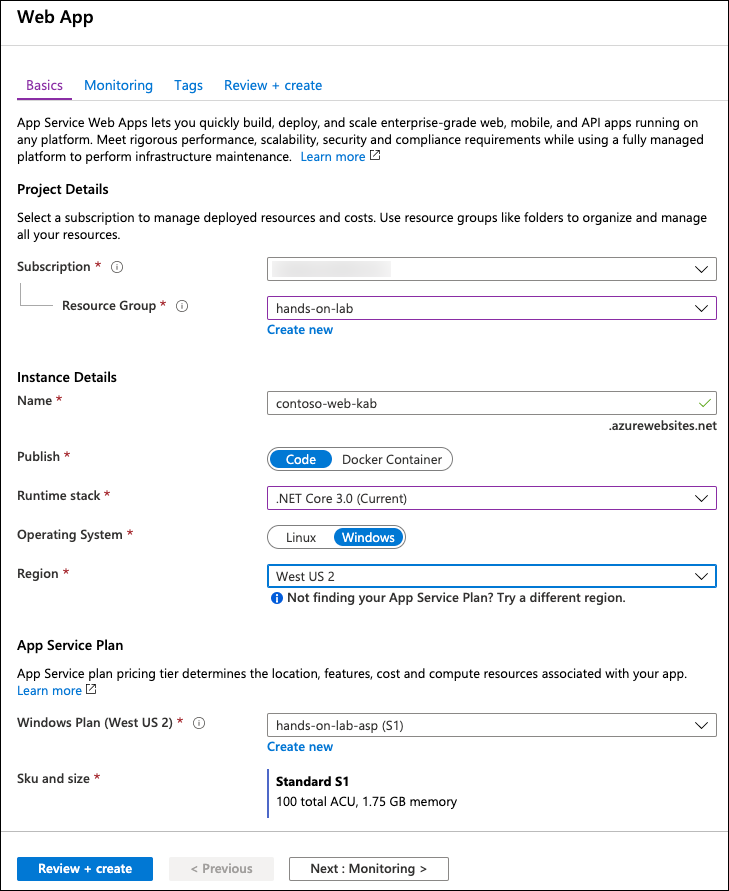 Web App
Basics Monitoring Tags Review + create
App Service Web Apps lets you quickly build, deploy, and scale enterprise-grade web, mobile, and API apps running on
any platform. Meet rigorous performance, scalability, security and compliance requirements while using a fully managed
platform to perform infrastructure maintenance. Learn more
Project Details
Select a subscription to manage deployed resources and costs. Use resource groups like folders to organize and manage
all your resources.
Subscription *
Resource Group * hands-on-lab
Create new
Instance Details
Name * contoso-web-kab
.azurewebsites.net
Publish * Code Docker Container
Runtime stack * .NET Core 3.0 (Current)
Operating System * Linux Windows
Region * West US 2
Not finding your App Service Plan? Try a different region.
App Service Plan
App Service plan pricing tier determines the location, features, cost and compute resources associated with your app.
Learn more
Windows Plan (West US 2) * hands-on-lab-asp (S1)
Create new
Sku and size * Standard S1
100 total ACU, 1.75 GB memory
Review + create < Previous Next : Monitoring >